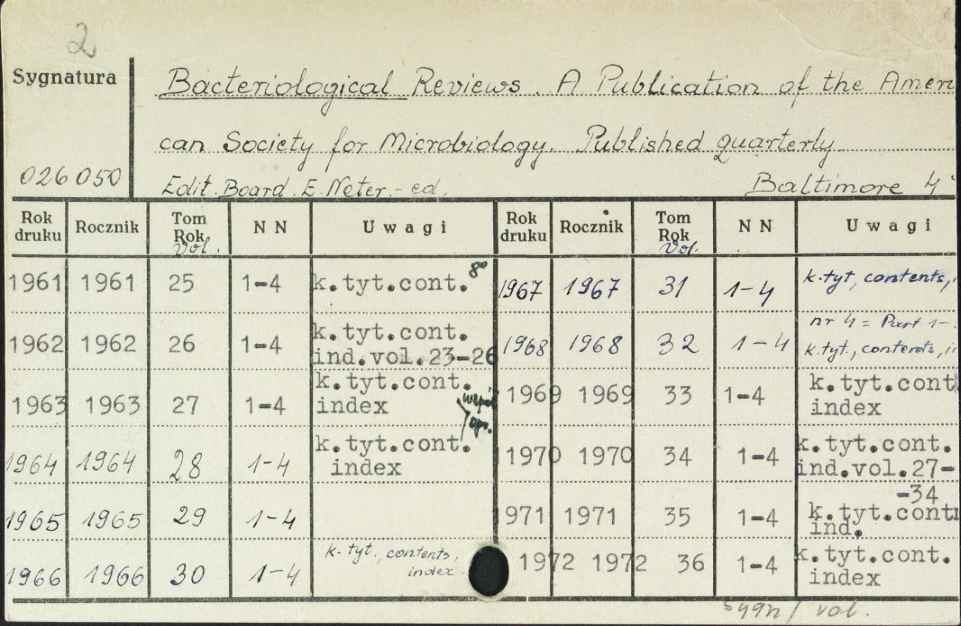 2
Sygnatura
Bacteriological Reviews. A Publication of the Ameri
can Society for Microbiology. Published quarterly
026050
Edit. Board E. Neter.-ed.
Baltimore 4°
Rok druku Rocznik Tom Rok Vol. N N Uwagi Rok druku Rocznik Tom Rok Vol. N N Uwagi
1961 1961 25 1-4 k.tyt.cont. 8°
1967 1967 31 1-4 k.tyt, contents,
1962 1962 26 1-4 k.tyt.cont.
ind.vol.23-26
1968 1968 32 1-4 nr 4 = Part 1-
k.tyt., contents, in
1963 1963 27 1-4 k.tyt.cont.
index
współ
opr.
1969 1969 33 1-4 k.tyt.cont
index
1964 1964 28 1-4 k.tyt.cont.
index
1970 1970 34 1-4 k.tyt.cont.
ind.vol.27-
-34
1965 1965 29 1-4
1971 1971 35 1-4 k.tyt.cont
ind.
1966 1966 30 1-4 k.tyt., contents,
index
1972 1972 36 1-4 k.tyt.cont.
index
vol.